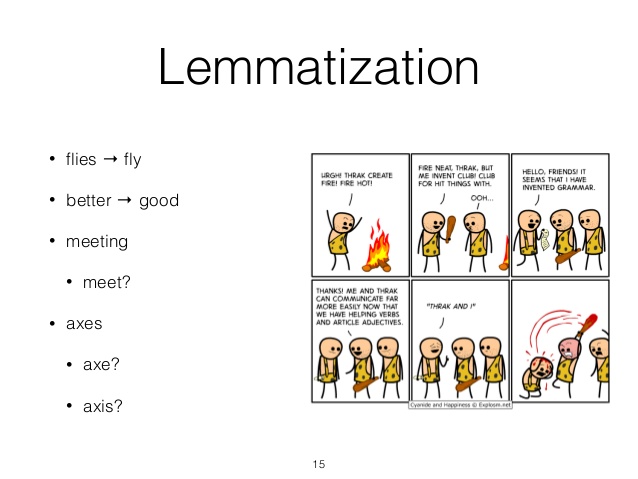 Lemmatization
• flies → fly
• better → good
• meeting
• meet?
• axes
• axe?
• axis?
URGH! THRAK CREATE
FIRE! FIRE HOT!
FIRE NEAT, THRAK, BUT
ME INVENT CLUB! CLUB
FOR HIT THINGS WITH.
OOH...
HELLO, FRIENDS! IT
SEEMS THAT I HAVE
INVENTED GRAMMAR.
THANKS! ME AND THRAK
CAN COMMUNICATE FAR
MORE EASILY NOW THAT
WE HAVE HELPING VERBS
AND ARTICLE ADJECTIVES.
"THRAK AND I"
Cyanide and Happiness © Explosm.net
15